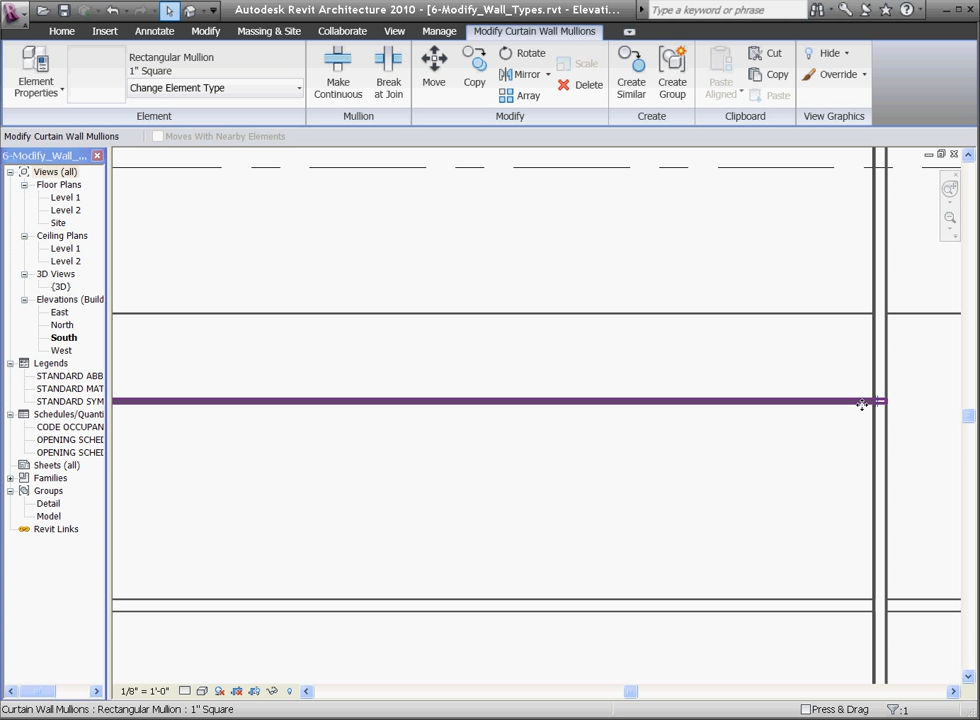 Autodesk Revit Architecture 2010 - [6-Modify_Wall_Types.rvt - Elevati...
Type a keyword or phrase
Home Insert Annotate Modify Massing & Site Collaborate View Manage Modify Curtain Wall Mullions
Element Properties
Rectangular Mullion
1" Square
Change Element Type
Make Continuous
Break at Join
Move
Copy
Rotate
Mirror
Array
Scale
Delete
Create Similar
Create Group
Paste Aligned
Cut
Copy
Paste
Hide
Override
Element Mullion Modify Create Clipboard View Graphics
Modify Curtain Wall Mullions Moves With Nearby Elements
6-Modify_Wall_...
Views (all)
Floor Plans
Level 1
Level 2
Site
Ceiling Plans
Level 1
Level 2
3D Views
{3D}
Elevations (Build
East
North
South
West
Legends
STANDARD ABB
STANDARD MAT
STANDARD SYM
Schedules/Quanti
CODE OCCUPAN
OPENING SCHED
OPENING SCHED
Sheets (all)
Families
Groups
Detail
Model
Revit Links
1/8" = 1'-0"
Curtain Wall Mullions : Rectangular Mullion : 1" Square Press & Drag :1